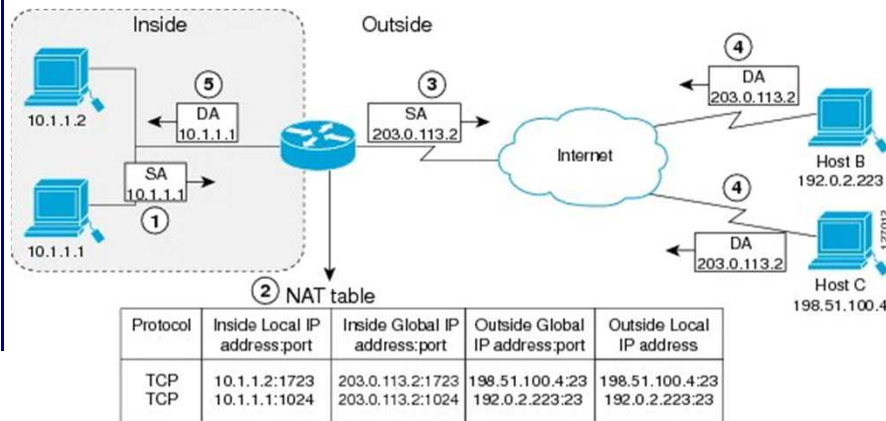 Inside
Outside
10.1.1.2
5
DA
10.1.1.1
SA
10.1.1.1
1
10.1.1.1
3
SA
203.0.113.2
Internet
4
DA
203.0.113.2
Host B
192.0.2.223
4
DA
203.0.113.2
Host C
198.51.100.4
2 NAT table
Protocol
Inside Local IP
address:port
Inside Global IP
address:port
Outside Global
IP address:port
Outside Local
IP address
TCP 10.1.1.2:1723 203.0.113.2:1723 198.51.100.4:23 198.51.100.4:23
TCP 10.1.1.1:1024 203.0.113.2:1024 192.0.2.223:23 192.0.2.223:23